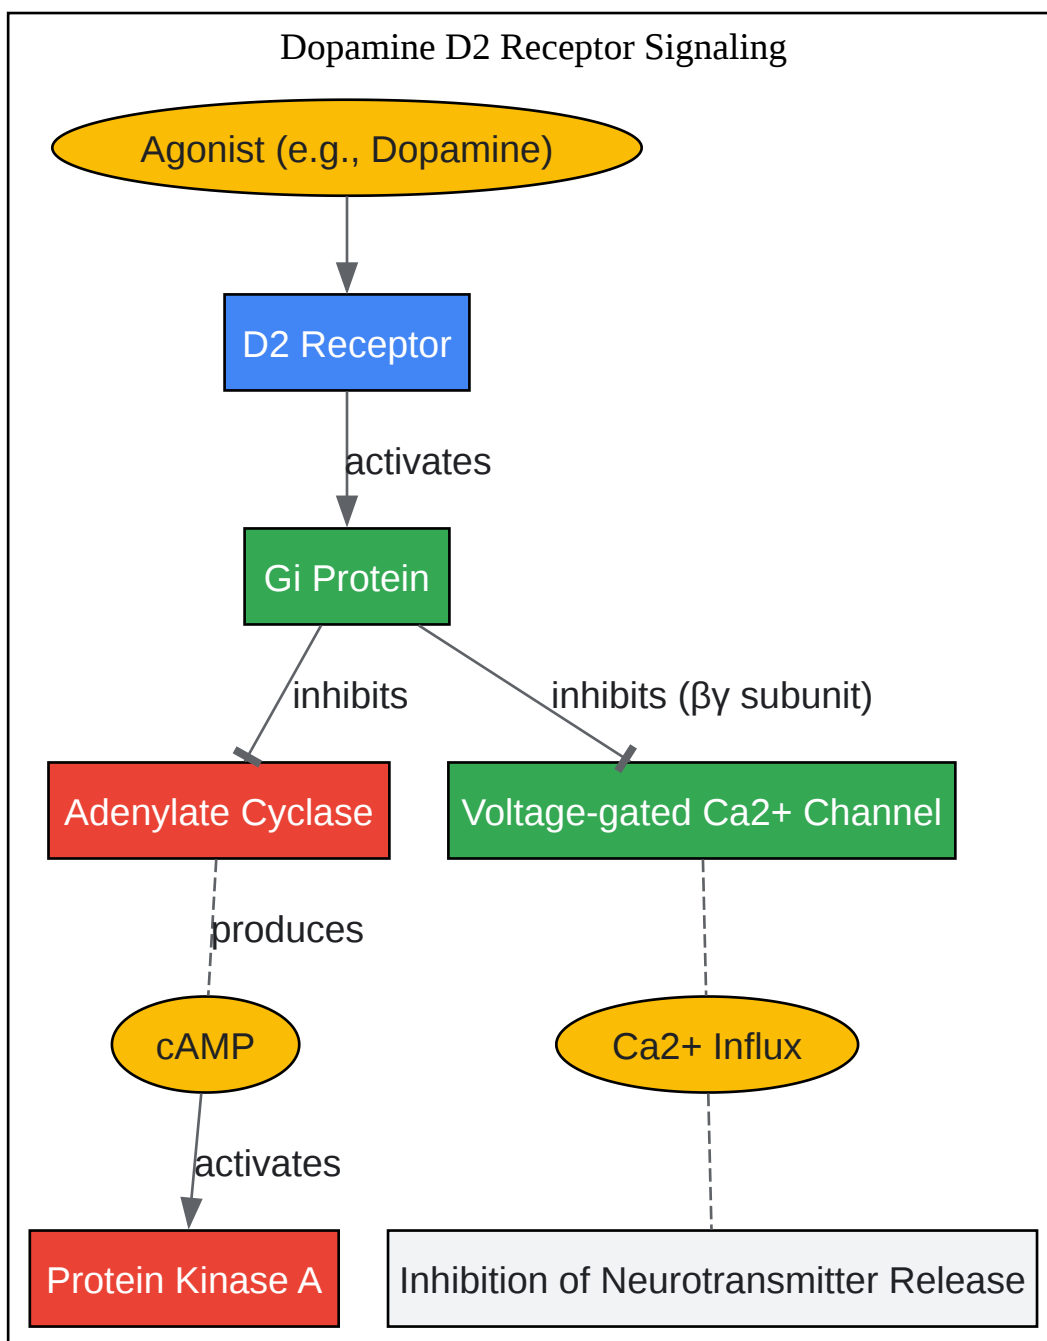 Dopamine D2 Receptor Signaling
Agonist (e.g., Dopamine)
D2 Receptor
activates
Gi Protein
inhibits
inhibits (βγ subunit)
Adenylate Cyclase
Voltage-gated Ca2+ Channel
produces
cAMP
Ca2+ Influx
activates
Protein Kinase A
Inhibition of Neurotransmitter Release